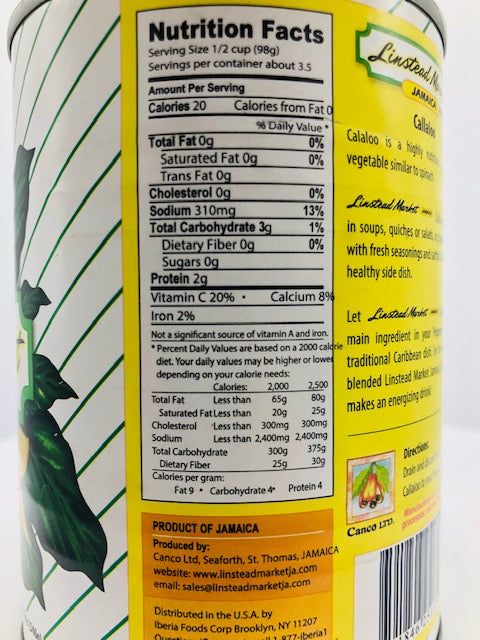 Nutrition Facts
Serving Size 1/2 cup (98g)
Servings per container about 3.5
Amount Per Serving
Calories 20 Calories from Fat 0
% Daily Value *
Total Fat 0g 0%
Saturated Fat 0g 0%
Trans Fat 0g
Cholesterol 0g 0%
Sodium 310mg 13%
Total Carbohydrate 3g 1%
Dietary Fiber 0g 0%
Sugars 0g
Protein 2g
Vitamin C 20% • Calcium 8%
Iron 2%
Not a significant source of vitamin A and iron.
* Percent Daily Values are based on a 2000 calorie
diet. Your daily values may be higher or lower
depending on your calorie needs:
Calories: 2,000 2,500
Total Fat Less than 65g 80g
Saturated Fat Less than 20g 25g
Cholesterol Less than 300mg 300mg
Sodium Less than 2,400mg 2,400mg
Total Carbohydrate 300g 375g
Dietary Fiber 25g 30g
Calories per gram:
Fat 9 • Carbohydrate 4* Protein 4
PRODUCT OF JAMAICA
Produced by:
Canco Ltd, Seaforth, St. Thomas, JAMAICA
website: www.linsteadmarketja.com
email: sales@linsteadmarketja.com
Distributed in the U.S.A. by
Iberia Foods Corp Brooklyn, NY 11207
1-877-iberia1
Linstead
JAMAICA
Callaloo
Calaloo is a highly
vegetable similar to spinach
Linstead Market
in soups, quiches or salads,
with fresh seasonings and
healthy side dish.
Let Linstead Market
main ingredient in your
traditional Caribbean dish.
blended Linstead Market
makes an energizing drink!
Directions:
Drain and
Callaloo
Canco LTD.